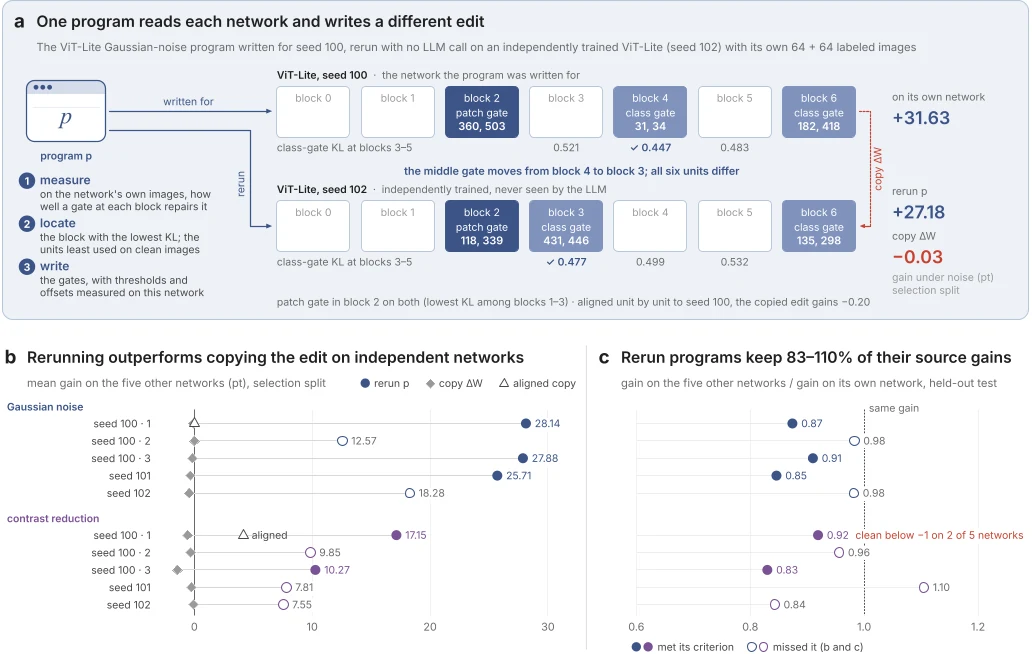 a One program reads each network and writes a different edit
The ViT-Lite Gaussian-noise program written for seed 100, rerun with no LLM call on an independently trained ViT-Lite (seed 102) with its own 64 + 64 labeled images
p
program p
written for
rerun
1 measure
on the network's own images, how
well a gate at each block repairs it
2 locate
the block with the lowest KL; the
units least used on clean images
3 write
the gates, with thresholds and
offsets measured on this network
ViT-Lite, seed 100 · the network the program was written for
block 0
block 1
block 2
patch gate
360, 503
block 3
block 4
class gate
31, 34
block 5
block 6
class gate
182, 418
class-gate KL at blocks 3–5
0.521
✓ 0.447
0.483
the middle gate moves from block 4 to block 3; all six units differ
ViT-Lite, seed 102 · independently trained, never seen by the LLM
block 0
block 1
block 2
patch gate
118, 339
block 3
class gate
431, 446
block 4
block 5
block 6
class gate
135, 298
class-gate KL at blocks 3–5
✓ 0.477
0.499
0.532
patch gate in block 2 on both (lowest KL among blocks 1–3) · aligned unit by unit to seed 100, the copied edit gains −0.20
copy ΔW
on its own network
+31.63
rerun p
+27.18
copy ΔW
−0.03
gain under noise (pt)
selection split
b Rerunning outperforms copying the edit on independent networks
mean gain on the five other networks (pt), selection split
rerun p
copy ΔW
aligned copy
Gaussian noise
seed 100 · 1
28.14
seed 100 · 2
12.57
seed 100 · 3
27.88
seed 101
25.71
seed 102
18.28
contrast reduction
seed 100 · 1
aligned
17.15
seed 100 · 2
9.85
seed 100 · 3
10.27
seed 101
7.81
seed 102
7.55
0 10 20 30
c Rerun programs keep 83–110% of their source gains
gain on the five other networks / gain on its own network, held-out test
same gain
0.87
0.98
0.91
0.85
0.98
0.92 clean below −1 on 2 of 5 networks
0.96
0.83
1.10
0.84
0.6 0.8 1.0 1.2
met its criterion
missed it (b and c)